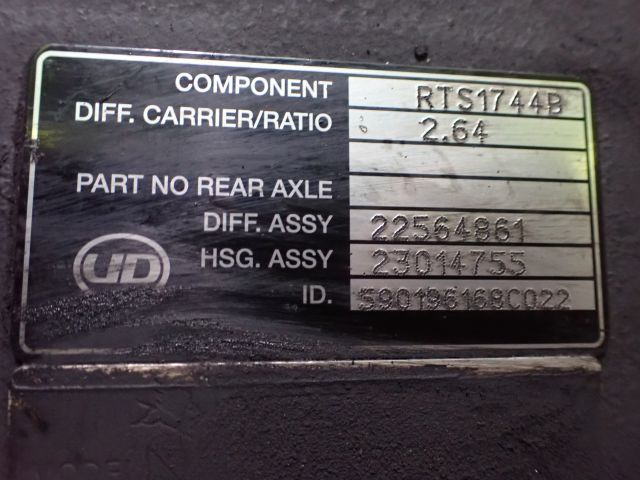 COMPONENT RTS1744B
DIFF. CARRIER/RATIO 2.64
PART NO REAR AXLE
DIFF. ASSY 22564861
HSG. ASSY 23014755
UD
ID. 590196168C022